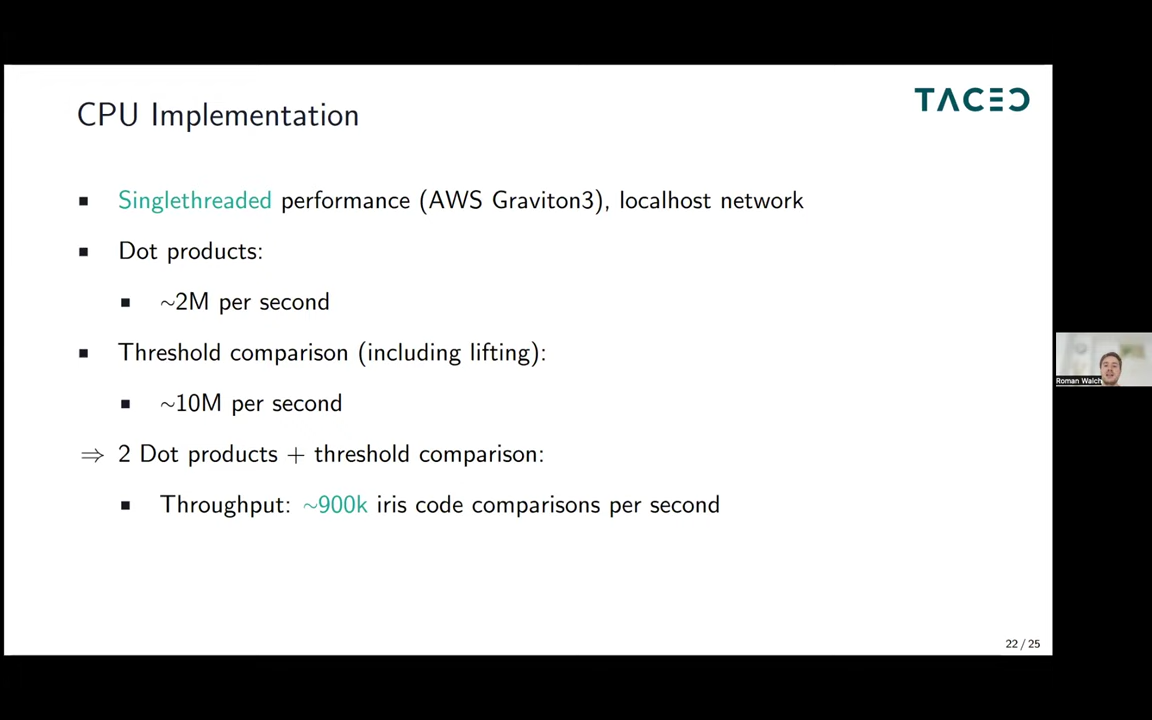 TACEO
CPU Implementation
▪ Singlethreaded performance (AWS Graviton3), localhost network
▪ Dot products:
▪ ~2M per second
▪ Threshold comparison (including lifting):
▪ ~10M per second
⇒ 2 Dot products + threshold comparison:
▪ Throughput: ~900k iris code comparisons per second
Roman Walch
22 / 25